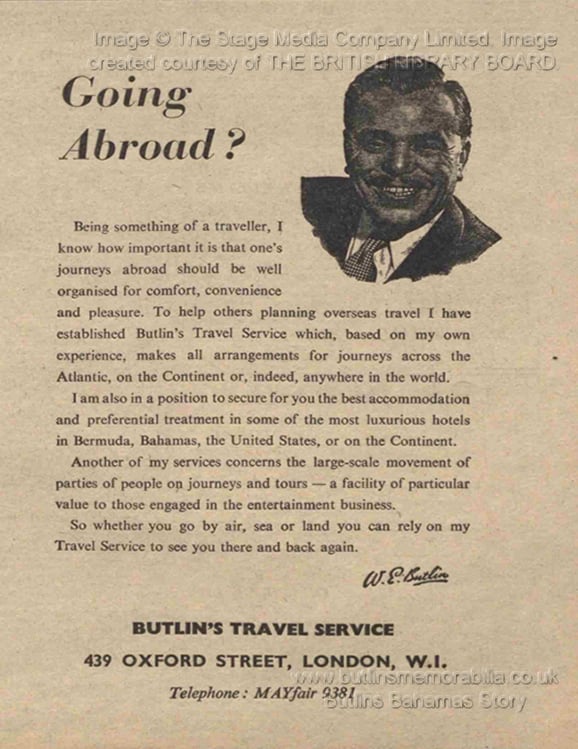 Image © The Stage Media Company Limited. Image
created courtesy of THE BRITISH LIBRARY BOARD.
Going
Abroad ?
Being something of a traveller, I
know how important it is that one's
journeys abroad should be well
organised for comfort, convenience
and pleasure. To help others planning overseas travel I have
established Butlin's Travel Service which, based on my own
experience, makes all arrangements for journeys across the
Atlantic, on the Continent or, indeed, anywhere in the world.
I am also in a position to secure for you the best accommodation
and preferential treatment in some of the most luxurious hotels
in Bermuda, Bahamas, the United States, or on the Continent.
Another of my services concerns the large-scale movement of
parties of people on journeys and tours — a facility of particular
value to those engaged in the entertainment business.
So whether you go by air, sea or land you can rely on my
Travel Service to see you there and back again.
W.E. Butlin
BUTLIN'S TRAVEL SERVICE
439 OXFORD STREET, LONDON, W.1.
www.butlinsmemorabilia.co.uk
Telephone : MAYfair 9381
Butlins Bahamas Story